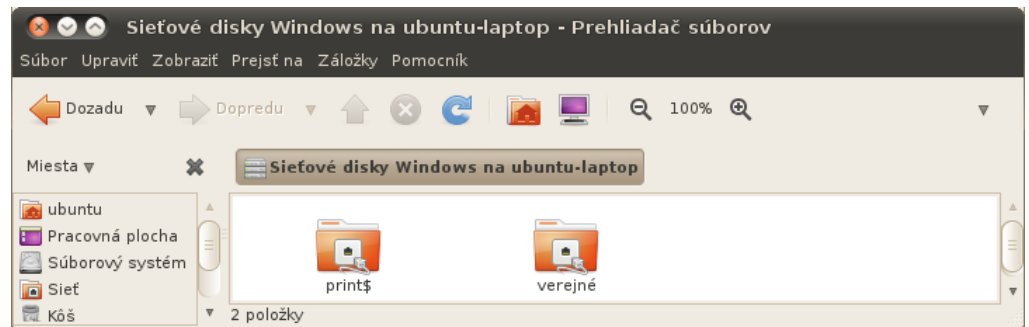 Sieťové disky Windows na ubuntu-laptop - Prehliadač súborov
Súbor Upraviť Zobraziť Prejsť na Záložky Pomocník
Dozadu Dopredu 100%
Miesta Sieťové disky Windows na ubuntu-laptop
ubuntu
Pracovná plocha
Súborový systém
Sieť
Kôš
print$ verejné
2 položky